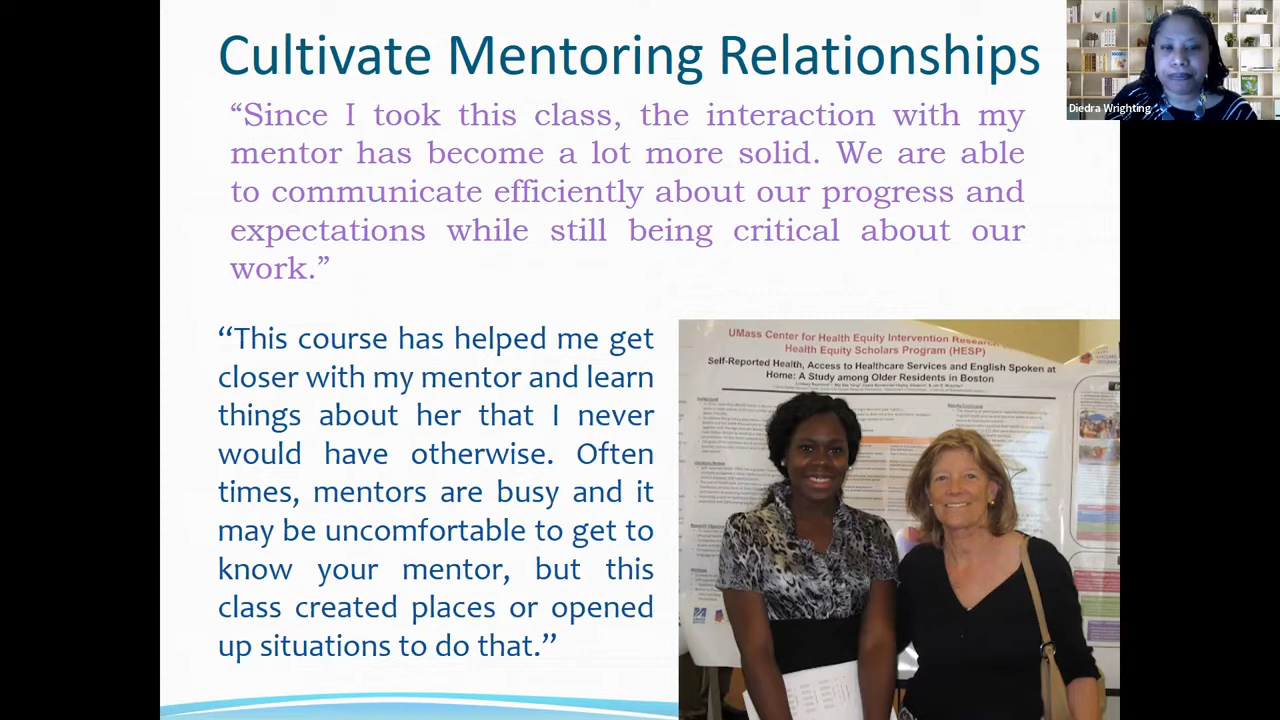 Cultivate Mentoring Relationships
“Since I took this class, the interaction with my
mentor has become a lot more solid. We are able
to communicate efficiently about our progress and
expectations while still being critical about our
work.”
Diedra Wrighting
“This course has helped me get
closer with my mentor and learn
things about her that I never
would have otherwise. Often
times, mentors are busy and it
may be uncomfortable to get to
know your mentor, but this
class created places or opened
up situations to do that.”
UMass Center for Health Equity Intervention Research
Health Equity Scholars Program (HESP)
Self-Reported Health, Access to Healthcare Services and English Spoken at
Home: A Study among Older Residents in Boston